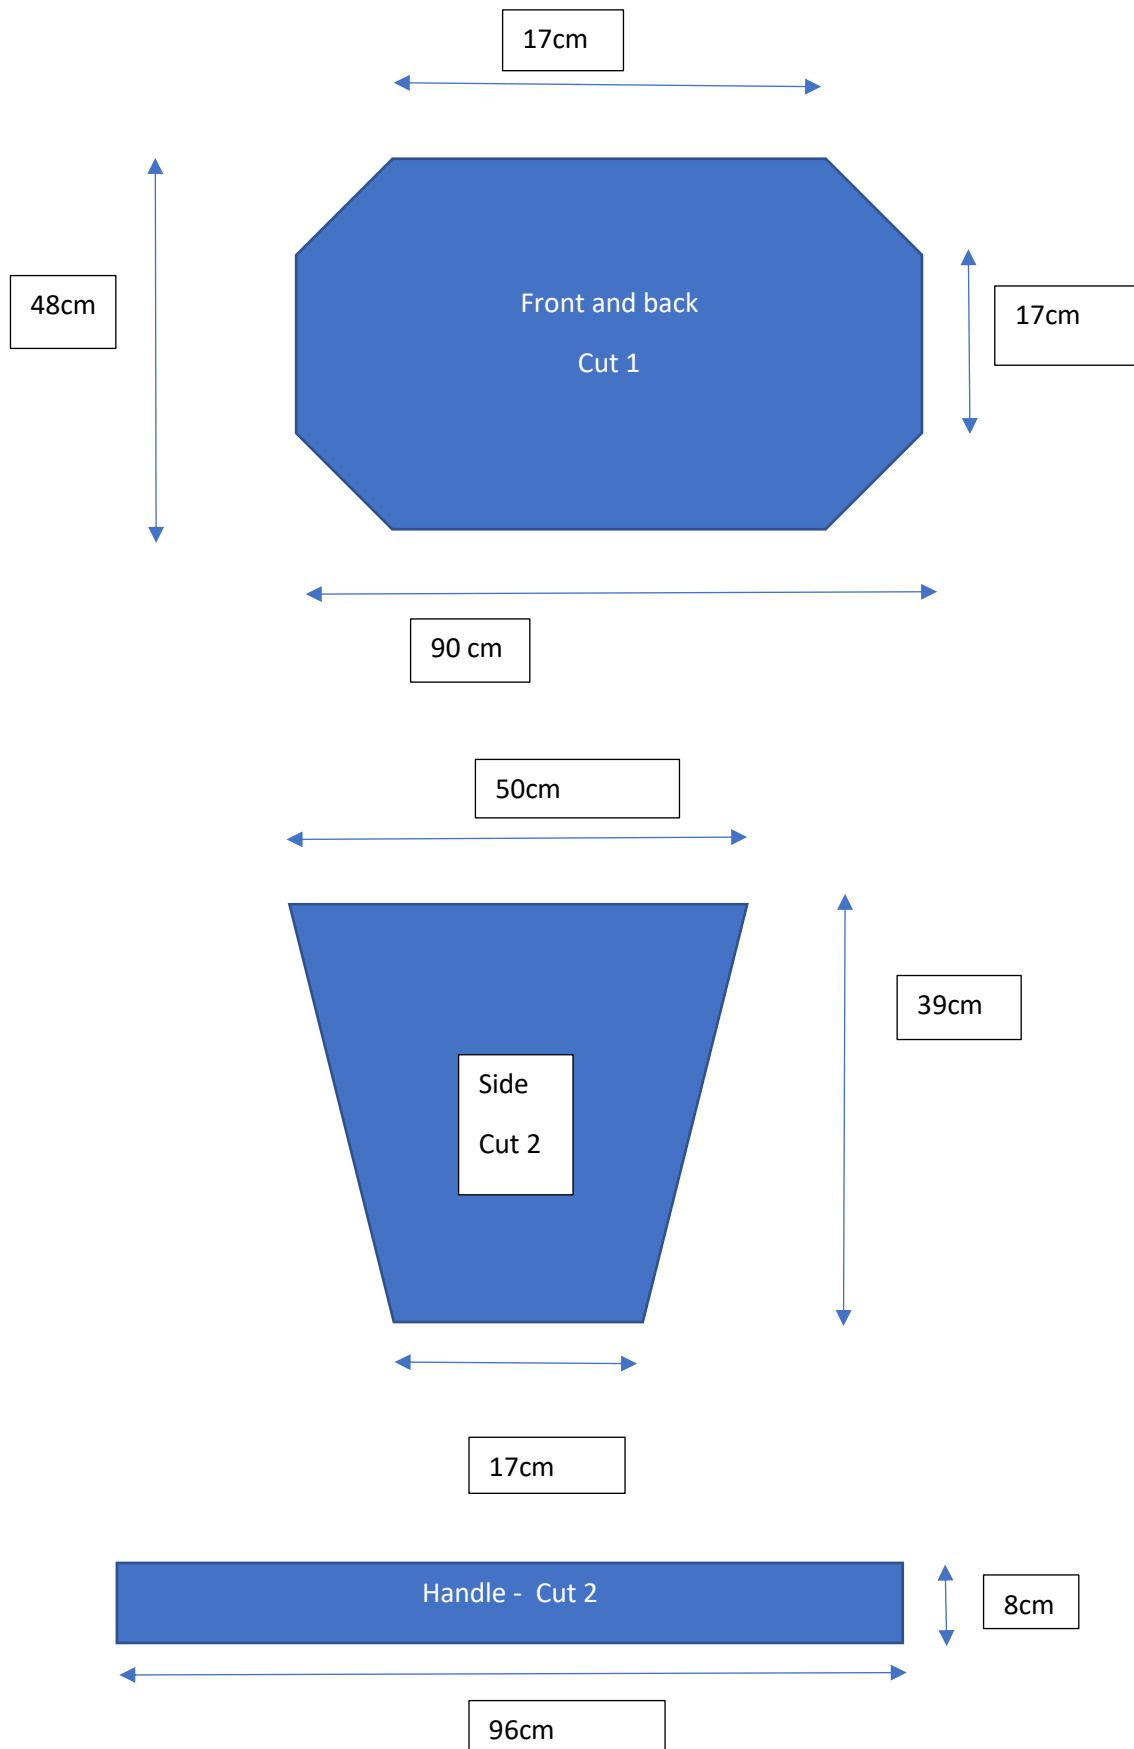 17cm
48cm
Front and back
Cut 1
17cm
90 cm
50cm
39cm
Side
Cut 2
17cm
Handle - Cut 2
8cm
96cm